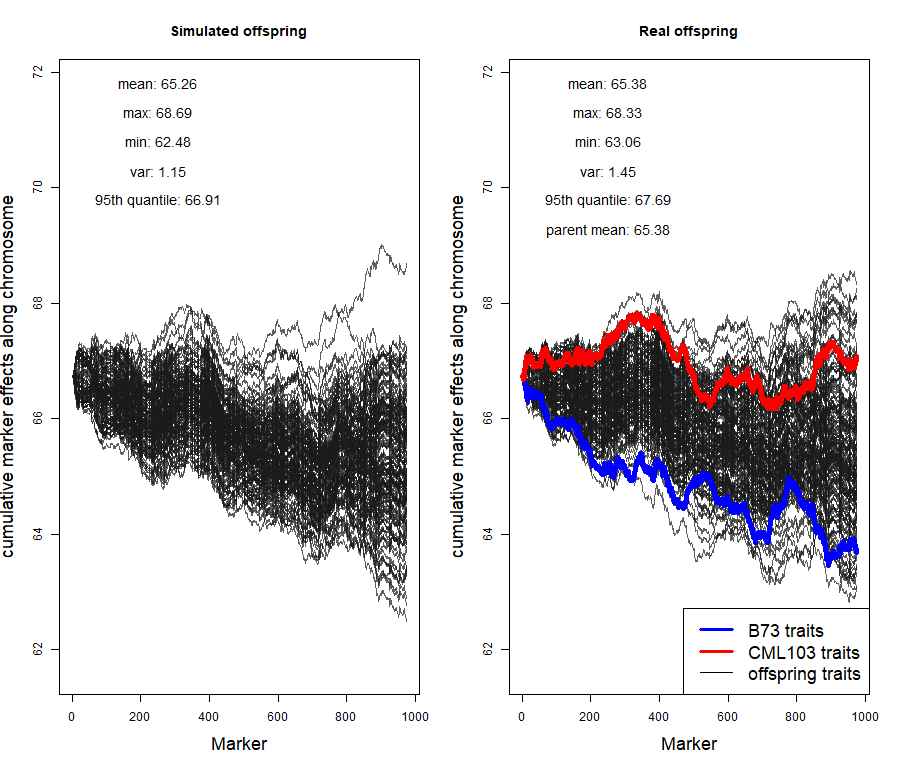 Simulated offspring
mean: 65.26
max: 68.69
min: 62.48
var: 1.15
95th quantile: 66.91
cumulative marker effects along chromosome
72
70
68
66
64
62
0 200 400 600 800 1000
Marker
Real offspring
mean: 65.38
max: 68.33
min: 63.06
var: 1.45
95th quantile: 67.69
parent mean: 65.38
cumulative marker effects along chromosome
72
70
68
66
64
62
B73 traits
CML103 traits
offspring traits
0 200 400 600 800 1000
Marker